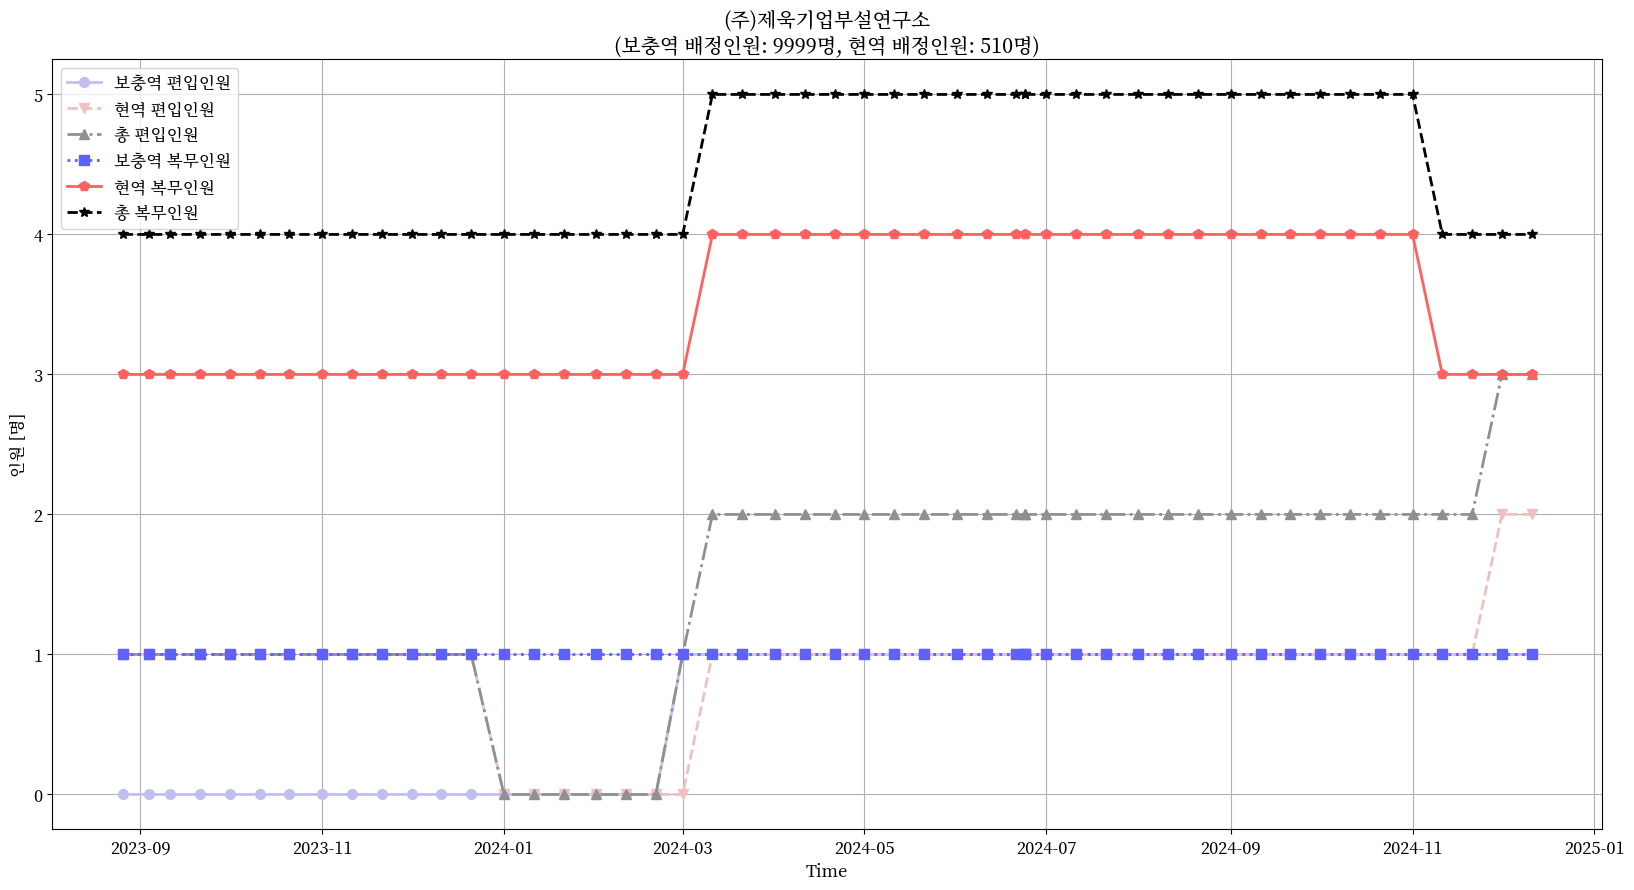 (주)제욱기업부설연구소
(보충역 배정인원: 9999명, 현역 배정인원: 510명)
보충역 편입인원
현역 편입인원
총 편입인원
보충역 복무인원
현역 복무인원
총 복무인원
5
4
3
2
1
0
인원 [명]
2023-09
2023-11
2024-01
2024-03
2024-05
2024-07
2024-09
2024-11
2025-01
Time